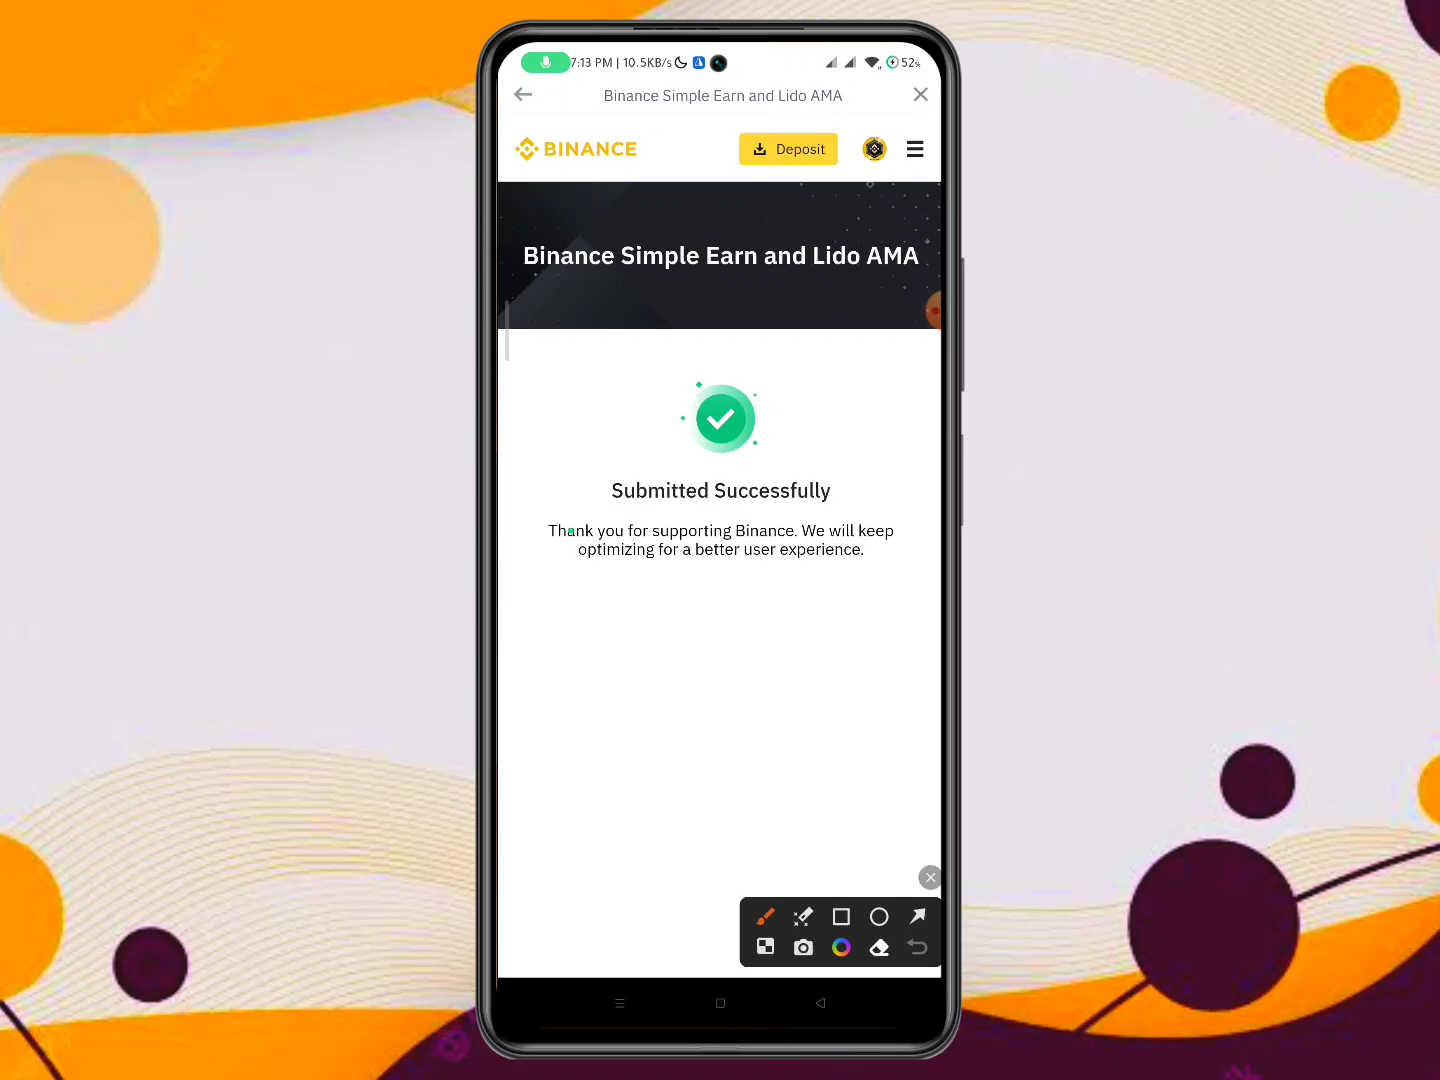 7:13 PM | 10.5KB/s 52%
Binance Simple Earn and Lido AMA
BINANCE Deposit
Binance Simple Earn and Lido AMA
Submitted Successfully
Thank you for supporting Binance. We will keep
optimizing for a better user experience.